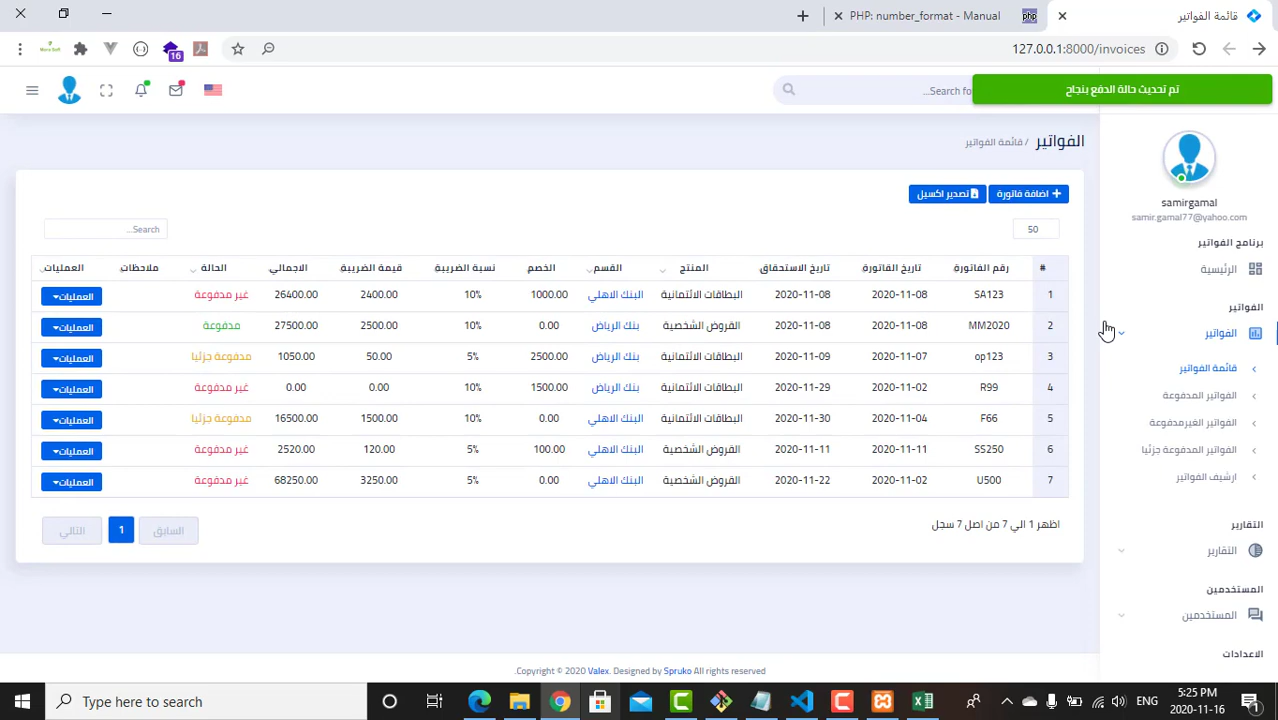 قائمة الفواتير
PHP: number_format - Manual
php
127.0.0.1:8000/invoices
16
Search fo
تم تحديث حالة الدفع بنجاح
الفواتير / قائمة الفواتير
اضافة فاتورة
تصدير اكسيل
50
Search...
# رقم الفاتورة تاريخ الفاتورة تاريخ الاستحقاق المنتج القسم الخصم نسبة الضريبة قيمة الضريبة الاجمالي الحالة ملاحظات العمليات
1 SA123 2020-11-08 2020-11-08 البطاقات الائتمانية البنك الاهلي 1000.00 10% 2400.00 26400.00 غير مدفوعة العمليات
2 MM2020 2020-11-08 2020-11-08 القروض الشخصية بنك الرياض 0.00 10% 2500.00 27500.00 مدفوعة العمليات
3 op123 2020-11-07 2020-11-09 البطاقات الائتمانية بنك الرياض 2500.00 5% 50.00 1050.00 مدفوعة جزئيا العمليات
4 R99 2020-11-02 2020-11-29 البطاقات الائتمانية بنك الرياض 1500.00 10% 0.00 0.00 غير مدفوعة العمليات
5 F66 2020-11-04 2020-11-30 البطاقات الائتمانية البنك الاهلي 0.00 10% 1500.00 16500.00 مدفوعة جزئيا العمليات
6 SS250 2020-11-11 2020-11-11 القروض الشخصية البنك الاهلي 100.00 5% 120.00 2520.00 غير مدفوعة العمليات
7 U500 2020-11-02 2020-11-22 القروض الشخصية البنك الاهلي 0.00 5% 3250.00 68250.00 غير مدفوعة العمليات
اظهر 1 الي 7 من اصل 7 سجل
السابق 1 التالي
samirgamal
samir.gamal77@yahoo.com
برنامج الفواتير
الرئيسية
الفواتير
الفواتير
قائمة الفواتير
الفواتير المدفوعة
الفواتير الغيرمدفوعة
الفواتير المدفوعة جزئيا
ارشيف الفواتير
التقارير
التقارير
المستخدمين
المستخدمين
الاعدادات
Copyright © 2020 Valex. Designed by Spruko All rights reserved.
Type here to search
ENG
5:25 PM
2020-11-16
1